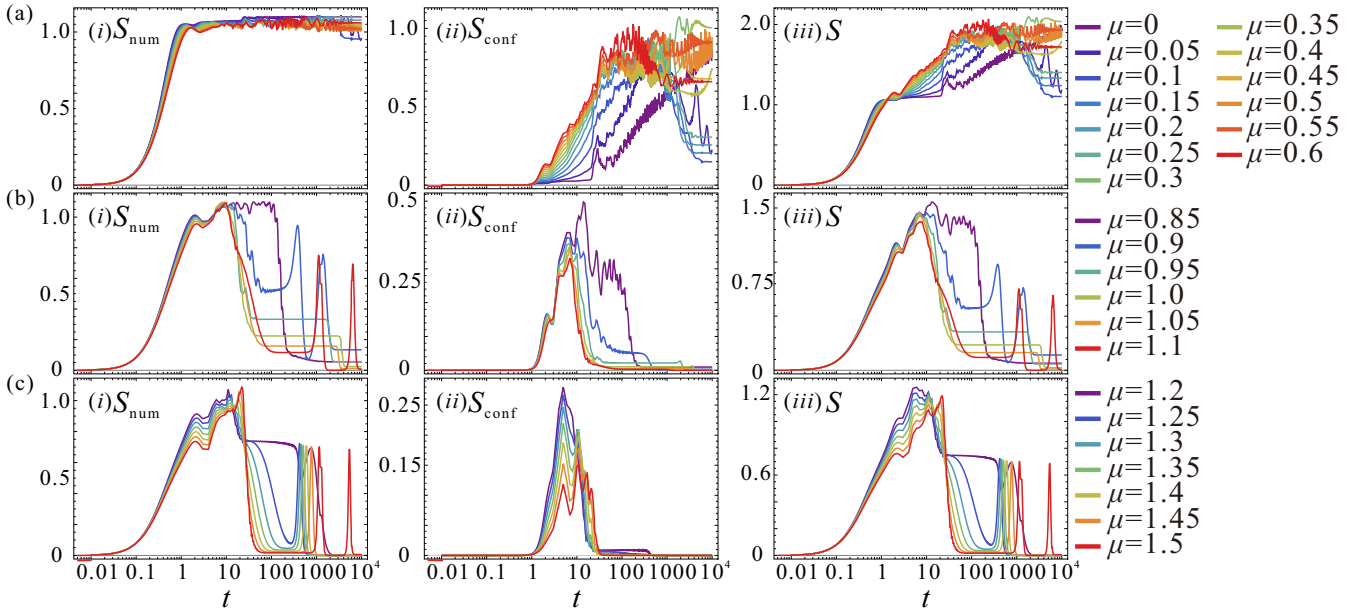 (a)
(i) S_num
1.0
0.5
0
(ii) S_conf
1.0
0.5
0
(iii) S
2.0
1.0
0
μ=0
μ=0.05
μ=0.1
μ=0.15
μ=0.2
μ=0.25
μ=0.3
μ=0.35
μ=0.4
μ=0.45
μ=0.5
μ=0.55
μ=0.6
(b)
(i) S_num
1.0
0.5
0
(ii) S_conf
0.5
0.25
0
(iii) S
1.5
0.75
0
μ=0.85
μ=0.9
μ=0.95
μ=1.0
μ=1.05
μ=1.1
(c)
(i) S_num
1.0
0.5
0
(ii) S_conf
0.25
0.15
0
(iii) S
1.2
0.6
0
μ=1.2
μ=1.25
μ=1.3
μ=1.35
μ=1.4
μ=1.45
μ=1.5
0.01 0.1 1 10 100 1000 10^4
t
0.01 0.1 1 10 100 1000 10^4
t
0.01 0.1 1 10 100 1000 10^4
t